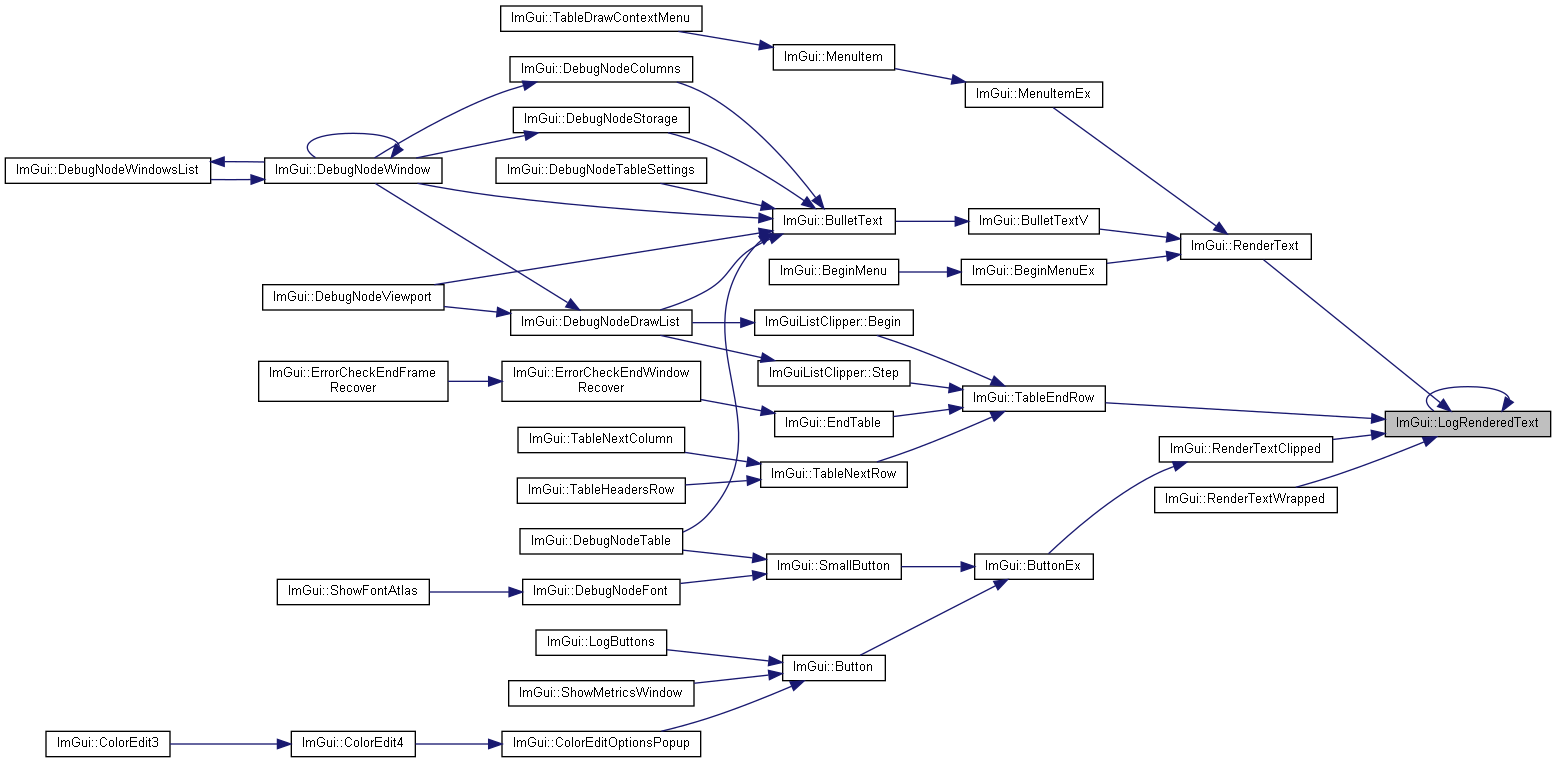 ImGui::TableDrawContextMenu
ImGui::MenuItem
ImGui::DebugNodeColumns
ImGui::MenuItemEx
ImGui::DebugNodeStorage
ImGui::DebugNodeWindowsList
ImGui::DebugNodeWindow
ImGui::DebugNodeTableSettings
ImGui::BulletText
ImGui::BulletTextV
ImGui::RenderText
ImGui::BeginMenu
ImGui::BeginMenuEx
ImGui::DebugNodeViewport
ImGui::DebugNodeDrawList
ImGuiListClipper::Begin
ImGui::ErrorCheckEndFrame
Recover
ImGui::ErrorCheckEndWindow
Recover
ImGuiListClipper::Step
ImGui::TableEndRow
ImGui::EndTable
ImGui::LogRenderedText
ImGui::TableNextColumn
ImGui::RenderTextClipped
ImGui::TableNextRow
ImGui::TableHeadersRow
ImGui::RenderTextWrapped
ImGui::DebugNodeTable
ImGui::SmallButton
ImGui::ButtonEx
ImGui::ShowFontAtlas
ImGui::DebugNodeFont
ImGui::LogButtons
ImGui::Button
ImGui::ShowMetricsWindow
ImGui::ColorEdit3
ImGui::ColorEdit4
ImGui::ColorEditOptionsPopup